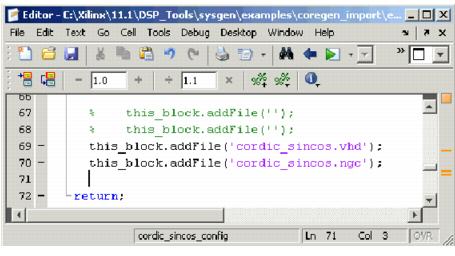 Editor - E:\Xilinx\11.1\DSP_Tools\sysgen\examples\coregen_import\e...
File Edit Text Go Cell Tools Debug Desktop Window Help
- 1.0 + ÷ 1.1 ×
66
67 % this_block.addFile('');
68 % this_block.addFile('');
69 - this_block.addFile('cordic_sincos.vhd');
70 - this_block.addFile('cordic_sincos.ngc');
71
72 - return;
cordic_sincos_config Ln 71 Col 3 OVR